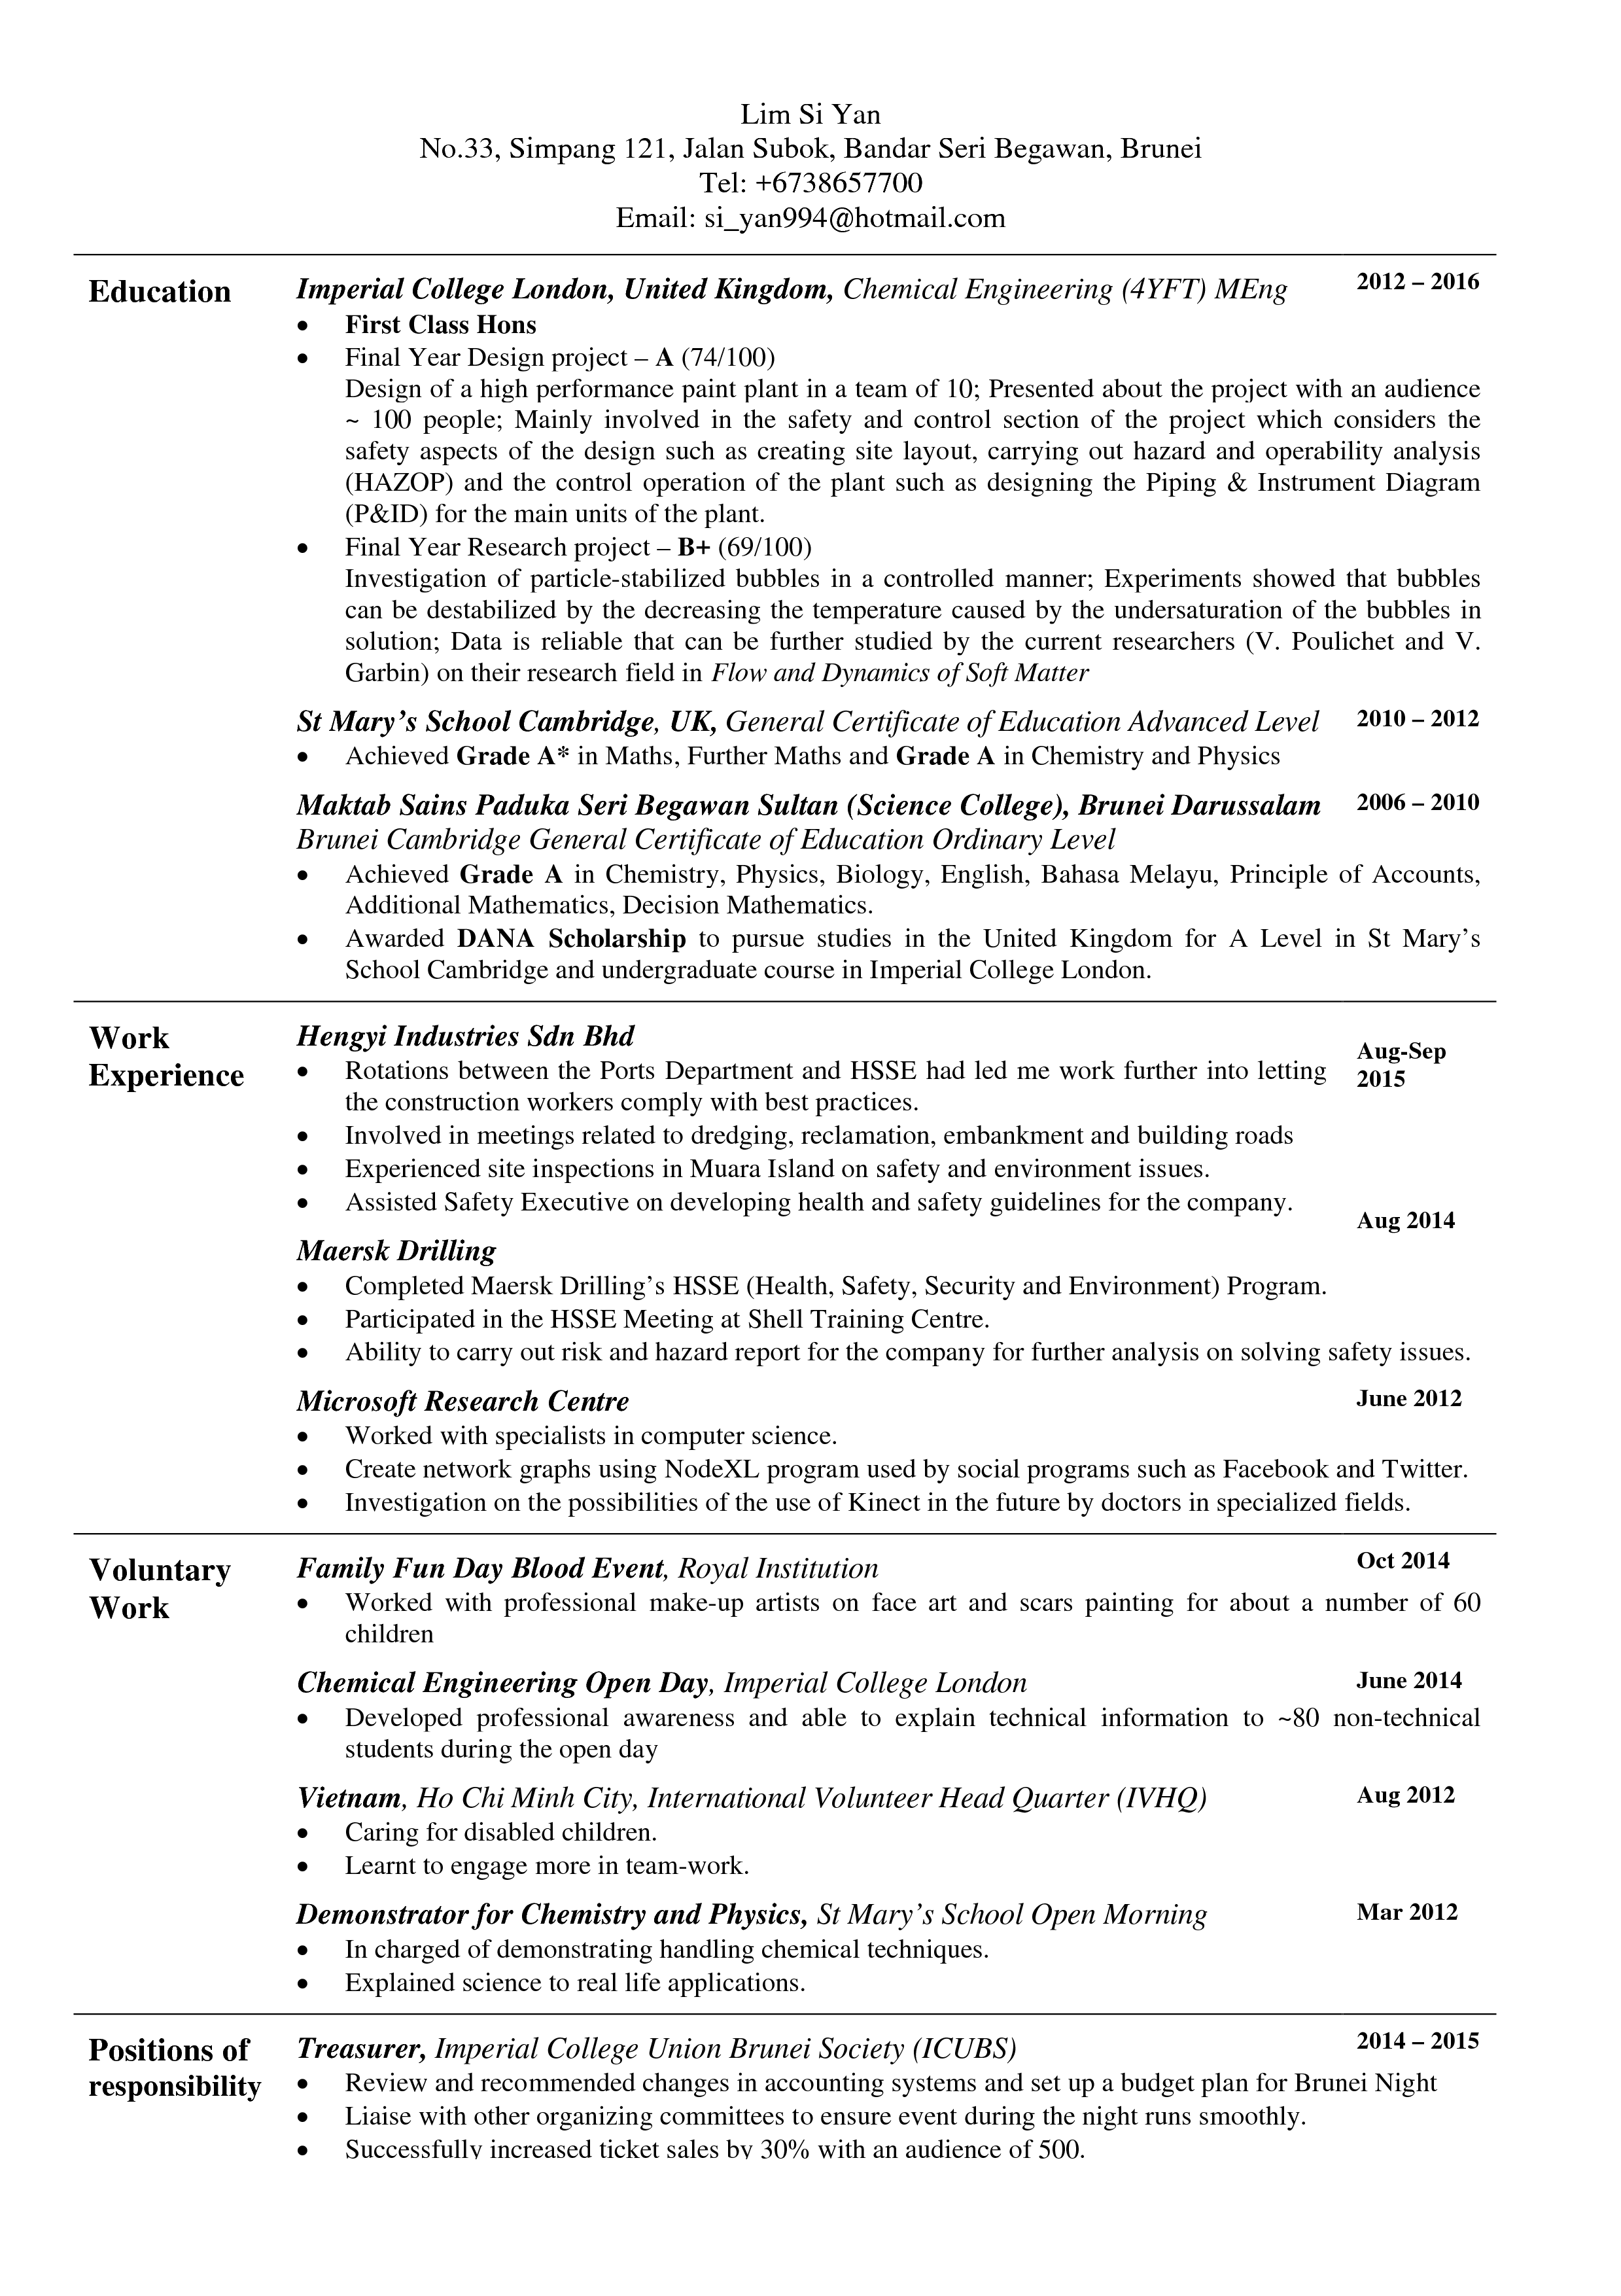 Lim Si Yan
No.33, Simpang 121, Jalan Subok, Bandar Seri Begawan, Brunei
Tel: +6738657700
Email: si_yan994@hotmail.com
Education
Imperial College London, United Kingdom, Chemical Engineering (4YFT) MEng
2012 – 2016
• First Class Hons
• Final Year Design project – A (74/100)
Design of a high performance paint plant in a team of 10; Presented about the project with an audience
~ 100 people; Mainly involved in the safety and control section of the project which considers the
safety aspects of the design such as creating site layout, carrying out hazard and operability analysis
(HAZOP) and the control operation of the plant such as designing the Piping & Instrument Diagram
(P&ID) for the main units of the plant.
• Final Year Research project – B+ (69/100)
Investigation of particle-stabilized bubbles in a controlled manner; Experiments showed that bubbles
can be destabilized by the decreasing the temperature caused by the undersaturation of the bubbles in
solution; Data is reliable that can be further studied by the current researchers (V. Poulichet and V.
Garbin) on their research field in Flow and Dynamics of Soft Matter
St Mary's School Cambridge, UK, General Certificate of Education Advanced Level
2010 – 2012
• Achieved Grade A* in Maths, Further Maths and Grade A in Chemistry and Physics
Maktab Sains Paduka Seri Begawan Sultan (Science College), Brunei Darussalam
2006 – 2010
Brunei Cambridge General Certificate of Education Ordinary Level
• Achieved Grade A in Chemistry, Physics, Biology, English, Bahasa Melayu, Principle of Accounts,
Additional Mathematics, Decision Mathematics.
• Awarded DANA Scholarship to pursue studies in the United Kingdom for A Level in St Mary's
School Cambridge and undergraduate course in Imperial College London.
Work
Experience
Hengyi Industries Sdn Bhd
Aug-Sep
2015
• Rotations between the Ports Department and HSSE had led me work further into letting
the construction workers comply with best practices.
• Involved in meetings related to dredging, reclamation, embankment and building roads
• Experienced site inspections in Muara Island on safety and environment issues.
• Assisted Safety Executive on developing health and safety guidelines for the company.
Aug 2014
Maersk Drilling
• Completed Maersk Drilling's HSSE (Health, Safety, Security and Environment) Program.
• Participated in the HSSE Meeting at Shell Training Centre.
• Ability to carry out risk and hazard report for the company for further analysis on solving safety issues.
Microsoft Research Centre
June 2012
• Worked with specialists in computer science.
• Create network graphs using NodeXL program used by social programs such as Facebook and Twitter.
• Investigation on the possibilities of the use of Kinect in the future by doctors in specialized fields.
Voluntary
Work
Family Fun Day Blood Event, Royal Institution
Oct 2014
• Worked with professional make-up artists on face art and scars painting for about a number of 60
children
Chemical Engineering Open Day, Imperial College London
June 2014
• Developed professional awareness and able to explain technical information to ~80 non-technical
students during the open day
Vietnam, Ho Chi Minh City, International Volunteer Head Quarter (IVHQ)
Aug 2012
• Caring for disabled children.
• Learnt to engage more in team-work.
Demonstrator for Chemistry and Physics, St Mary's School Open Morning
Mar 2012
• In charged of demonstrating handling chemical techniques.
• Explained science to real life applications.
Positions of
responsibility
Treasurer, Imperial College Union Brunei Society (ICUBS)
2014 – 2015
• Review and recommended changes in accounting systems and set up a budget plan for Brunei Night
• Liaise with other organizing committees to ensure event during the night runs smoothly.
• Successfully increased ticket sales by 30% with an audience of 500.